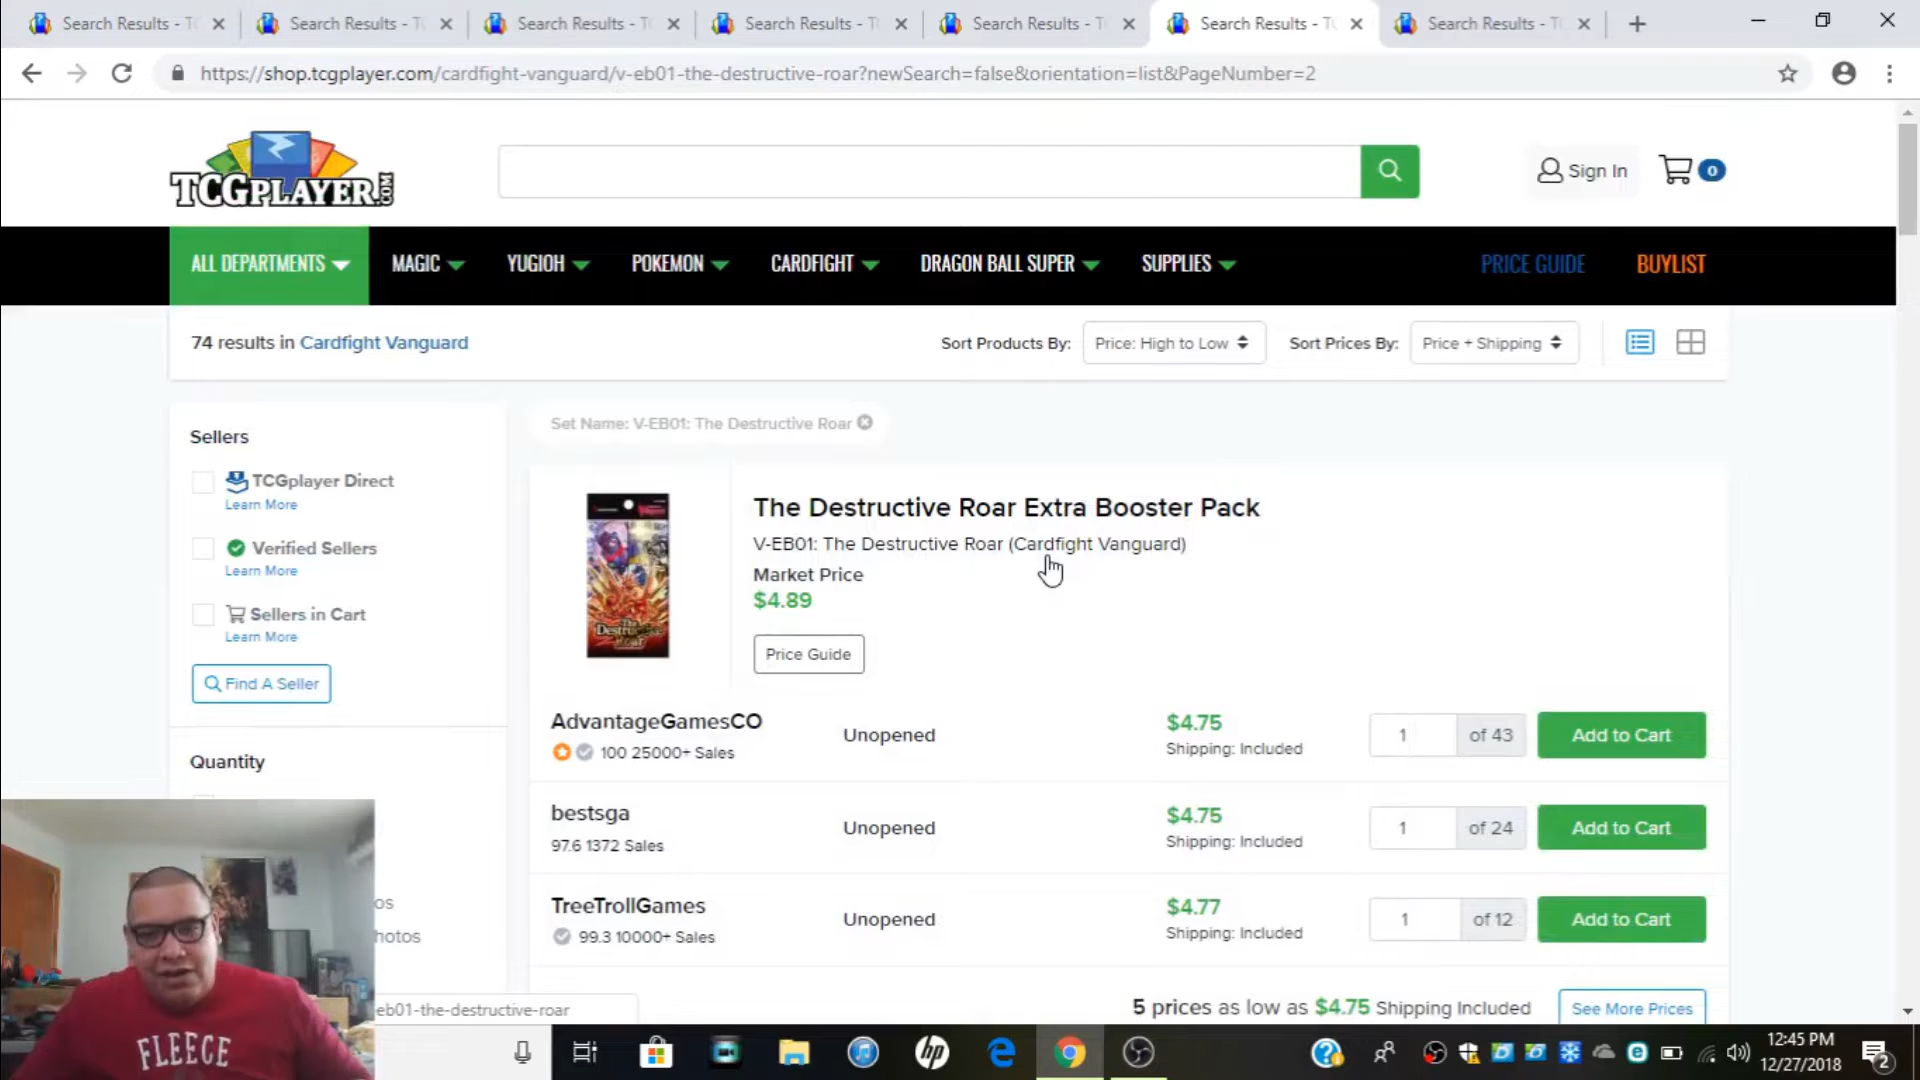 Search Results - T
Search Results - T
Search Results - T
Search Results - T
Search Results - T
Search Results - T
Search Results - T
https://shop.tcgplayer.com/cardfight-vanguard/v-eb01-the-destructive-roar?newSearch=false&orientation=list&PageNumber=2
TCGPLAYER.COM
Sign In
0
ALL DEPARTMENTS MAGIC YUGIOH POKEMON CARDFIGHT DRAGON BALL SUPER SUPPLIES PRICE GUIDE BUYLIST
74 results in Cardfight Vanguard
Sort Products By: Price: High to Low Sort Prices By: Price + Shipping
Set Name: V-EB01: The Destructive Roar
Sellers
TCGplayer Direct
Learn More
Verified Sellers
Learn More
Sellers in Cart
Learn More
Find A Seller
Quantity
os
hotos
The Destructive Roar Extra Booster Pack
V-EB01: The Destructive Roar (Cardfight Vanguard)
Market Price
$4.89
Price Guide
AdvantageGamesCO
100 25000+ Sales
Unopened
$4.75
Shipping: Included
1 of 43
Add to Cart
bestsga
97.6 1372 Sales
Unopened
$4.75
Shipping: Included
1 of 24
Add to Cart
TreeTrollGames
99.3 10000+ Sales
Unopened
$4.77
Shipping: Included
1 of 12
Add to Cart
5 prices as low as $4.75 Shipping Included
See More Prices
eb01-the-destructive-roar
FLEECE
12:45 PM
12/27/2018
2